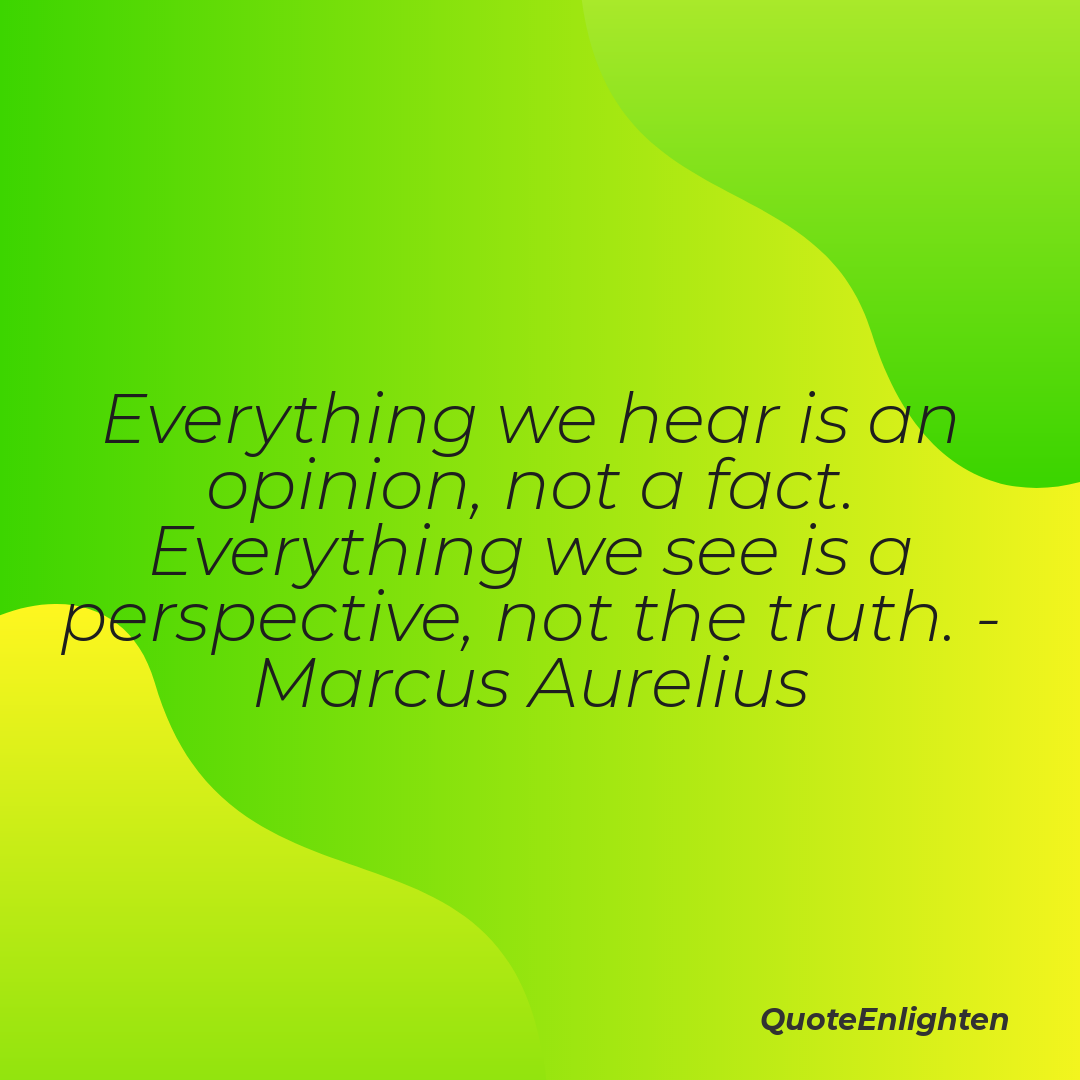 Everything we hear is an
opinion, not a fact.
Everything we see is a
perspective, not the truth. -
Marcus Aurelius
QuoteEnlighten